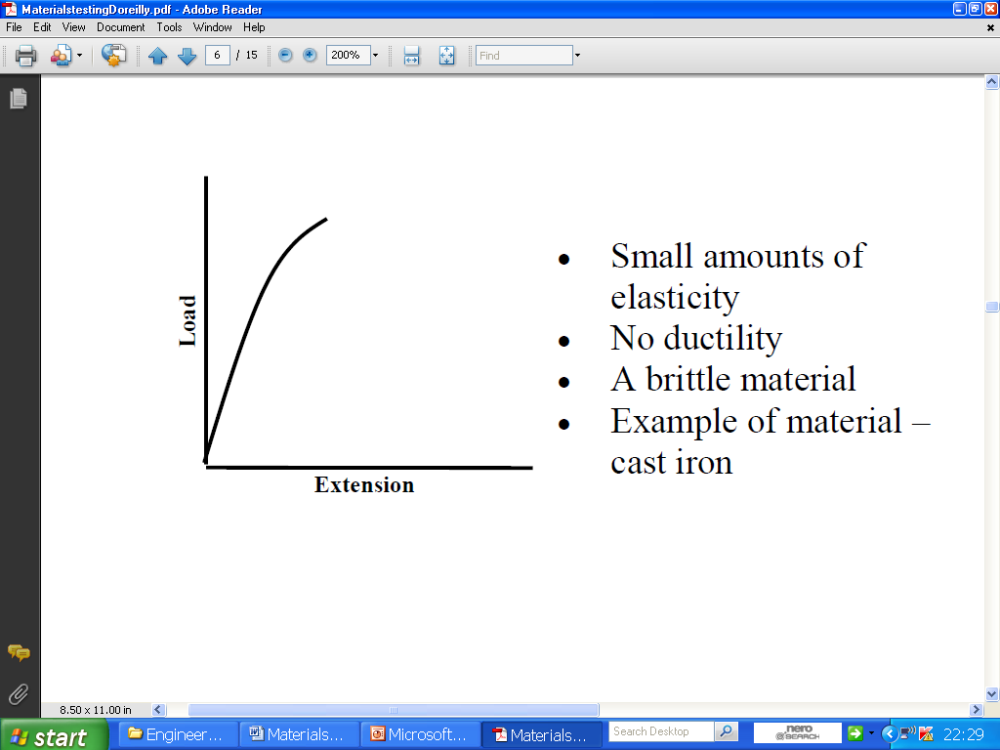 MaterialstestingDoreilly.pdf - Adobe Reader
File Edit View Document Tools Window Help
6 / 15 200% Find
Load
Extension
• Small amounts of
elasticity
• No ductility
• A brittle material
• Example of material –
cast iron
8.50 x 11.00 in
start Engineer... Materials... Microsoft... Materials... Search Desktop nero @SEARCH 22:29